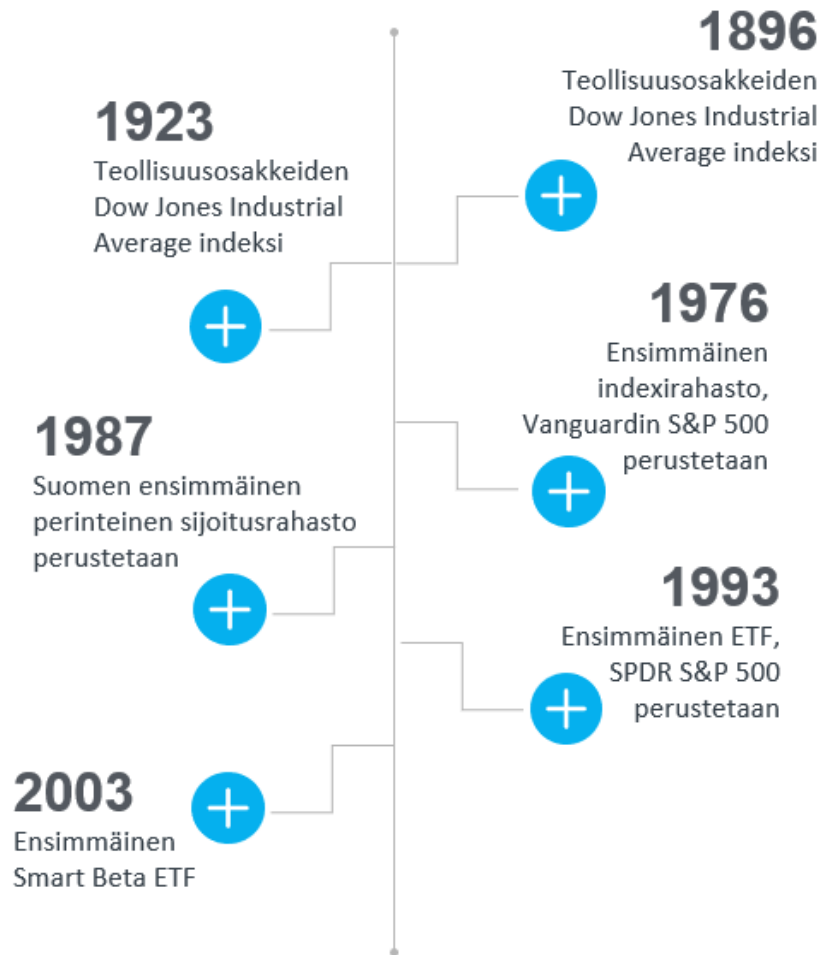 1896
Teollisuusosakkeiden
Dow Jones Industrial
Average indeksi
1923
Teollisuusosakkeiden
Dow Jones Industrial
Average indeksi
1976
Ensimmäinen
indexirahasto,
Vanguardin S&P 500
perustetaan
1987
Suomen ensimmäinen
perinteinen sijoitusrahasto
perustetaan
1993
Ensimmäinen ETF,
SPDR S&P 500
perustetaan
2003
Ensimmäinen
Smart Beta ETF